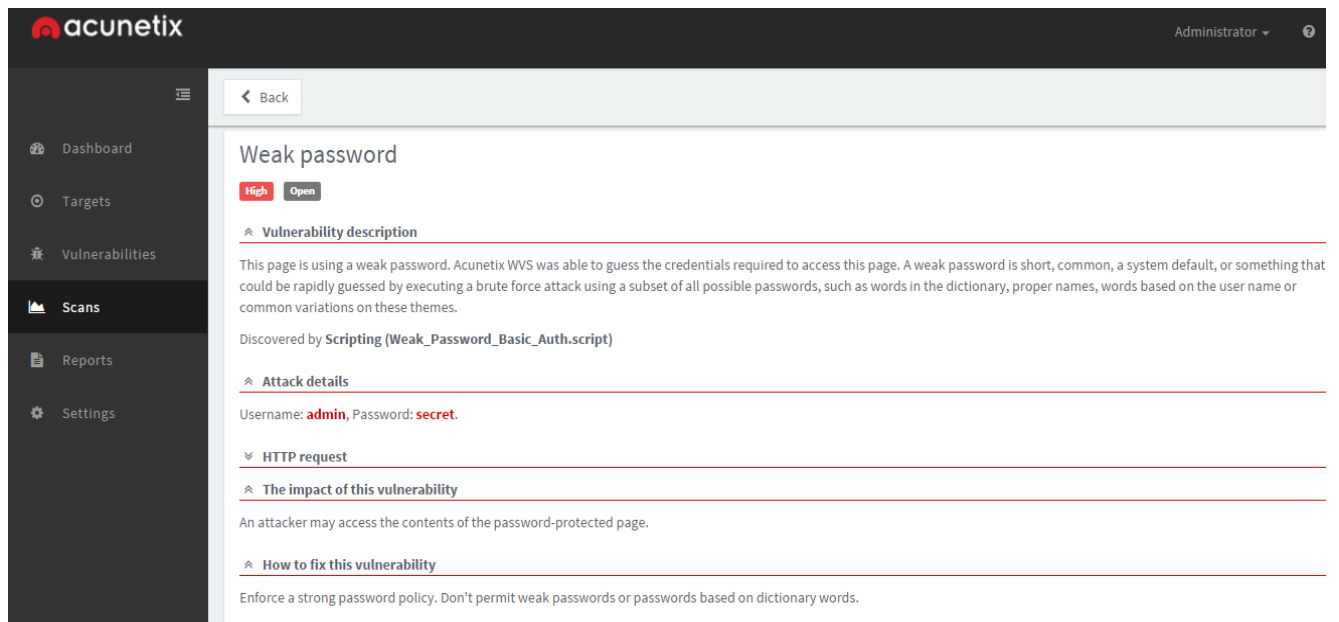 acunetix
Administrator
Back
Dashboard
Targets
Vulnerabilities
Scans
Reports
Settings
Weak password
High Open
Vulnerability description
This page is using a weak password. Acunetix WVS was able to guess the credentials required to access this page. A weak password is short, common, a system default, or something that
could be rapidly guessed by executing a brute force attack using a subset of all possible passwords, such as words in the dictionary, proper names, words based on the user name or
common variations on these themes.
Discovered by Scripting (Weak_Password_Basic_Auth.script)
Attack details
Username: admin, Password: secret.
HTTP request
The impact of this vulnerability
An attacker may access the contents of the password-protected page.
How to fix this vulnerability
Enforce a strong password policy. Don't permit weak passwords or passwords based on dictionary words.